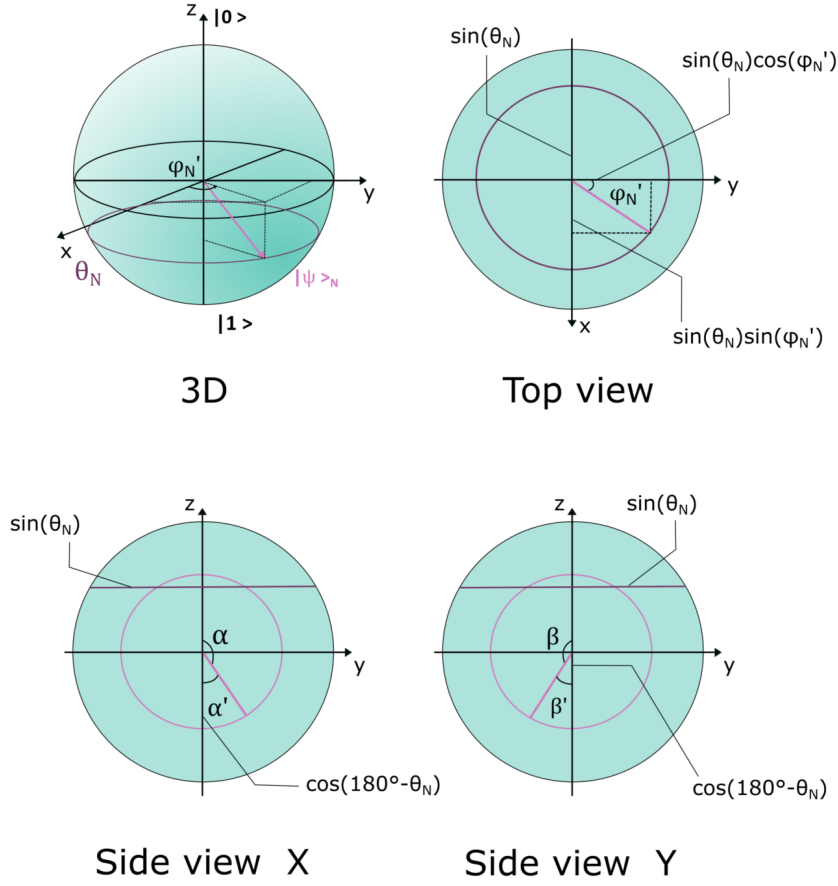 z
|0 >
φN'
y
x
θN
|ψ >N
|1 >
3D
sin(θN)
sin(θN)cos(φN')
y
φN'
x
sin(θN)sin(φN')
Top view
z
sin(θN)
α
y
α'
cos(180°-θN)
Side view X
z
sin(θN)
β
y
β'
cos(180°-θN)
Side view Y